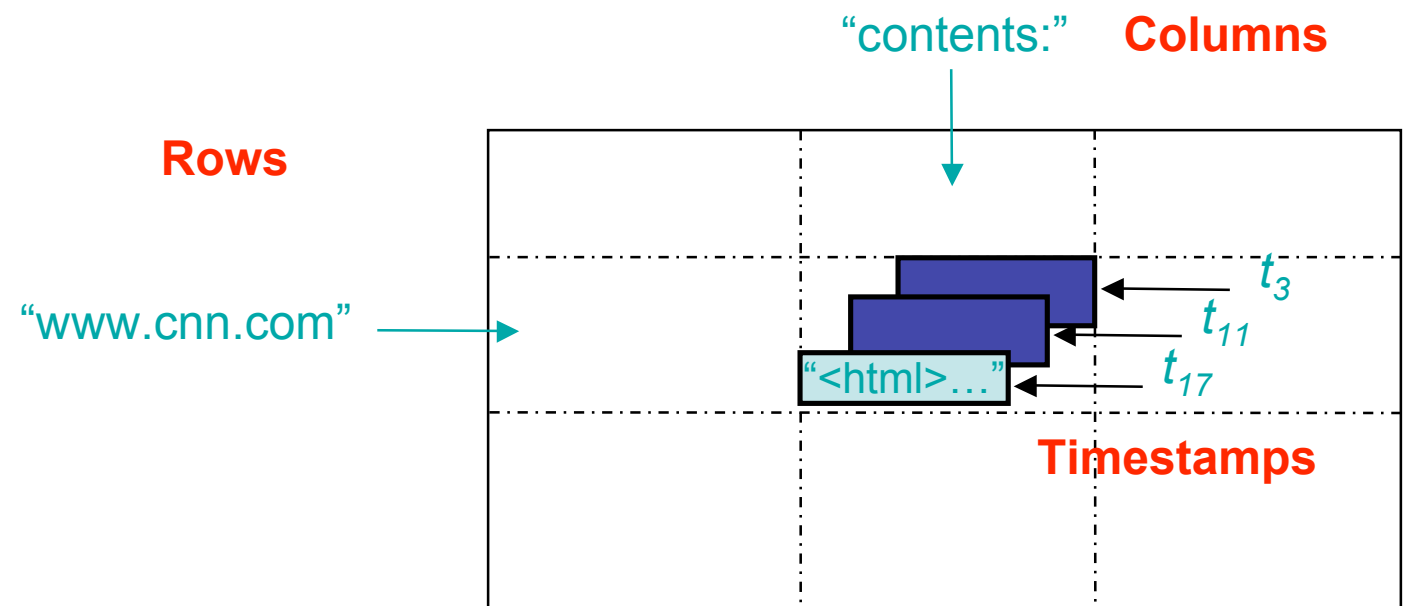 “contents:” Columns
Rows
t3
“www.cnn.com”
t11
“<html>…”
t17
Timestamps